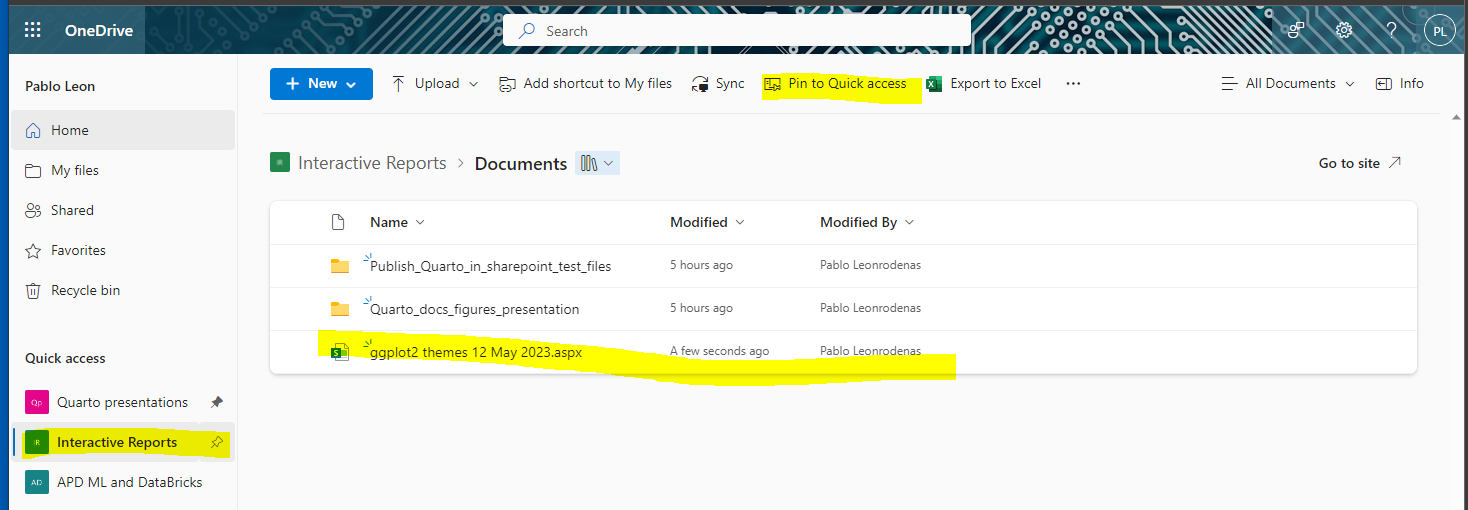 OneDrive
Search
PL
Pablo Leon
Home
My files
Shared
Favorites
Recycle bin
Quick access
Qp Quarto presentations
IR Interactive Reports
AD APD ML and DataBricks
+ New
Upload
Add shortcut to My files
Sync
Pin to Quick access
Export to Excel
...
All Documents
Info
Interactive Reports > Documents
Go to site
Name Modified Modified By
Publish_Quarto_in_sharepoint_test_files 5 hours ago Pablo Leonrodenas
Quarto_docs_figures_presentation 5 hours ago Pablo Leonrodenas
ggplot2 themes 12 May 2023.aspx A few seconds ago Pablo Leonrodenas